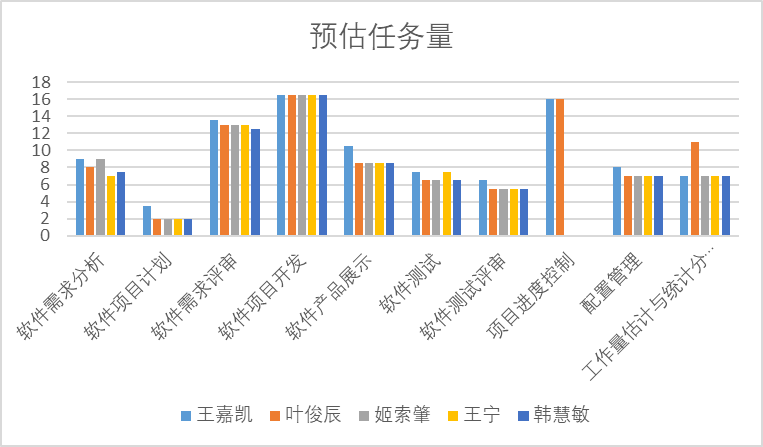 预估任务量
18
16
14
12
10
8
6
4
2
0
软件需求分析
软件项目计划
软件需求评审
软件项目开发
软件产品展示
软件测试
软件测试评审
项目进度控制
配置管理
工作量估计与统计分…
王嘉凯 叶俊辰 姬索肇 王宁 韩慧敏